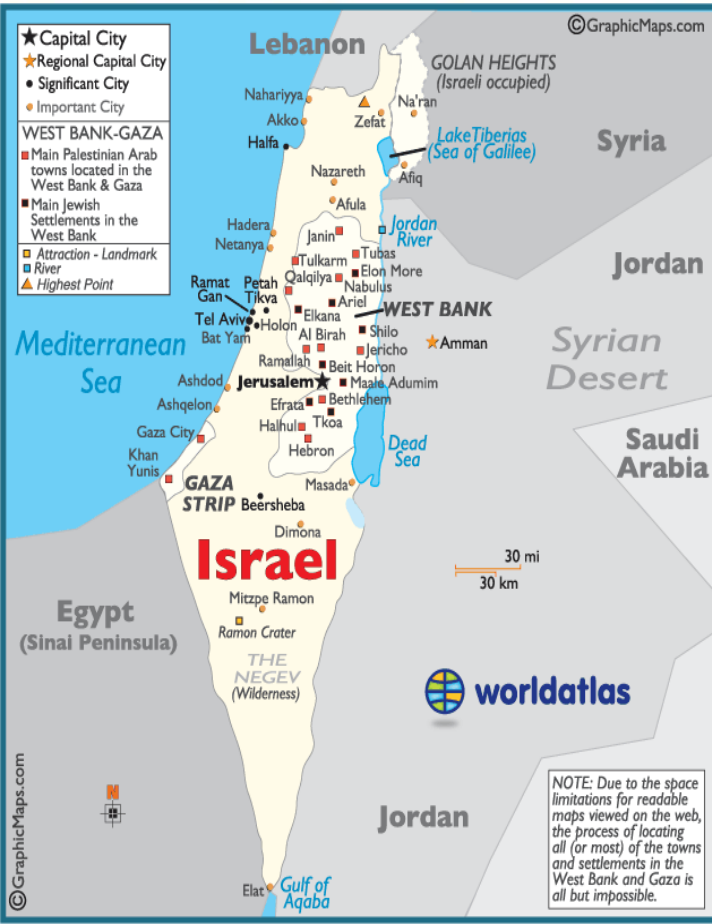 ©GraphicMaps.com
Capital City
Regional Capital City
Significant City
Important City
WEST BANK-GAZA
Main Palestinian Arab
towns located in the
West Bank & Gaza
Main Jewish
Settlements in the
West Bank
Attraction - Landmark
River
Highest Point
Lebanon
GOLAN HEIGHTS
(Israeli occupied)
Nahariyya
Na'ran
Akko
Zefat
Halfa
Lake Tiberias
(Sea of Galilee)
Syria
Nazareth
Afiq
Afula
Hadera
Netanya
Janin
Jordan
River
Tubas
Tulkarm
Elon More
Jordan
Qalqilya
Nabulus
Ramat
Gan
Petah
Tikva
Ariel
Elkana
WEST BANK
Tel Aviv
Holon
Bat Yam
Al Birah
Shilo
Amman
Mediterranean
Sea
Syrian
Desert
Ramallah
Jericho
Beit Horon
Ashdod
Jerusalem
Maale Adumim
Ashqelon
Efrata
Bethlehem
Tkoa
Gaza City
Halhul
Hebron
Dead
Sea
Saudi
Arabia
Khan
Yunis
GAZA
STRIP
Masada
Beersheba
Dimona
Israel
30 mi
30 km
Mitzpe Ramon
Ramon Crater
Egypt
(Sinai Peninsula)
THE
NEGEV
(Wilderness)
worldatlas
N
Jordan
NOTE: Due to the space
limitations for readable
maps viewed on the web,
the process of locating
all (or most) of the towns
and settlements in the
West Bank and Gaza is
all but impossible.
Elat
Gulf of
Aqaba
©GraphicMaps.com